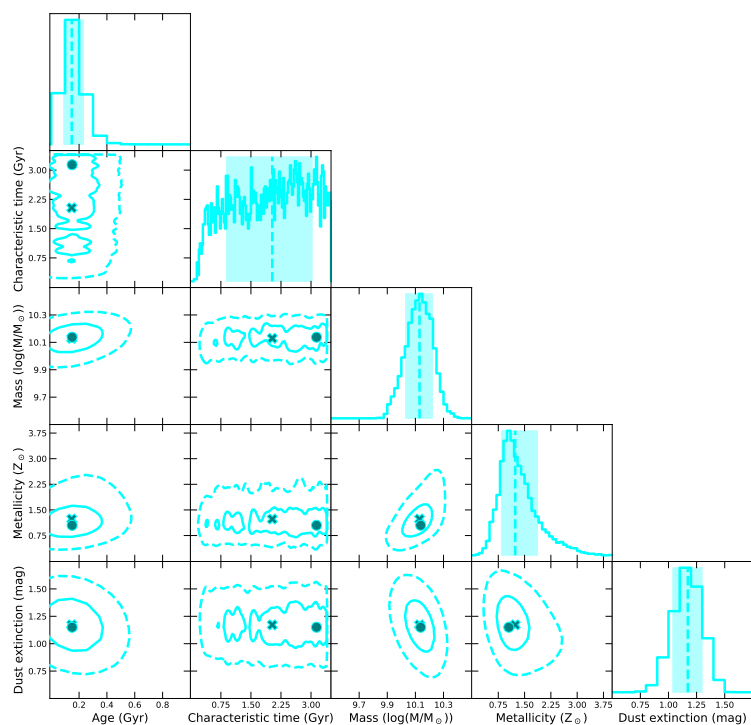 Characteristic time (Gyr)
3.00
2.25
1.50
0.75
Mass (log(M/M⊙))
10.3
10.1
9.9
9.7
Metallicity (Z⊙)
3.75
3.00
2.25
1.50
0.75
Dust extinction (mag)
1.50
1.25
1.00
0.75
0.2 0.4 0.6 0.8 0.75 1.50 2.25 3.00 9.7 9.9 10.1 10.3 0.75 1.50 2.25 3.00 3.75 0.75 1.00 1.25 1.50
Age (Gyr) Characteristic time (Gyr) Mass (log(M/M⊙)) Metallicity (Z⊙) Dust extinction (mag)